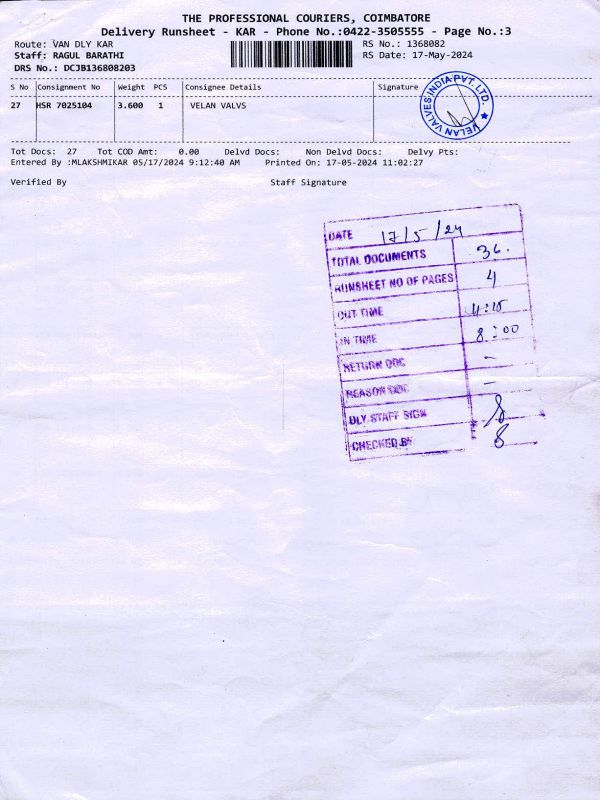 THE PROFESSIONAL COURIERS, COIMBATORE
Delivery Runsheet - KAR - Phone No.:0422-3505555 - Page No.:3
Route: VAN DLY KAR RS No.: 1368082
Staff: RAGUL BARATHI RS Date: 17-May-2024
DRS No.: DCJB136808203
S No Consignment No Weight PCS Consignee Details Signature
27 HSR 7025104 3.600 1 VELAN VALVS
VELAN VALVES INDIA PVT. LTD.
Tot Docs: 27 Tot COD Amt: 0.00 Delvd Docs: Non Delvd Docs: Delvy Pts:
Entered By :MLAKSHMIKAR 05/17/2024 9:12:40 AM Printed On: 17-05-2024 11:02:27
Verified By Staff Signature
DATE 17/5/24
TOTAL DOCUMENTS 36.
RUNSHEET NO OF PAGES 4
OUT TIME 4:15
IN TIME 8:00
RETURN DOC -
REASON DOC -
DLY STAFF SIGN
CHECKED BY